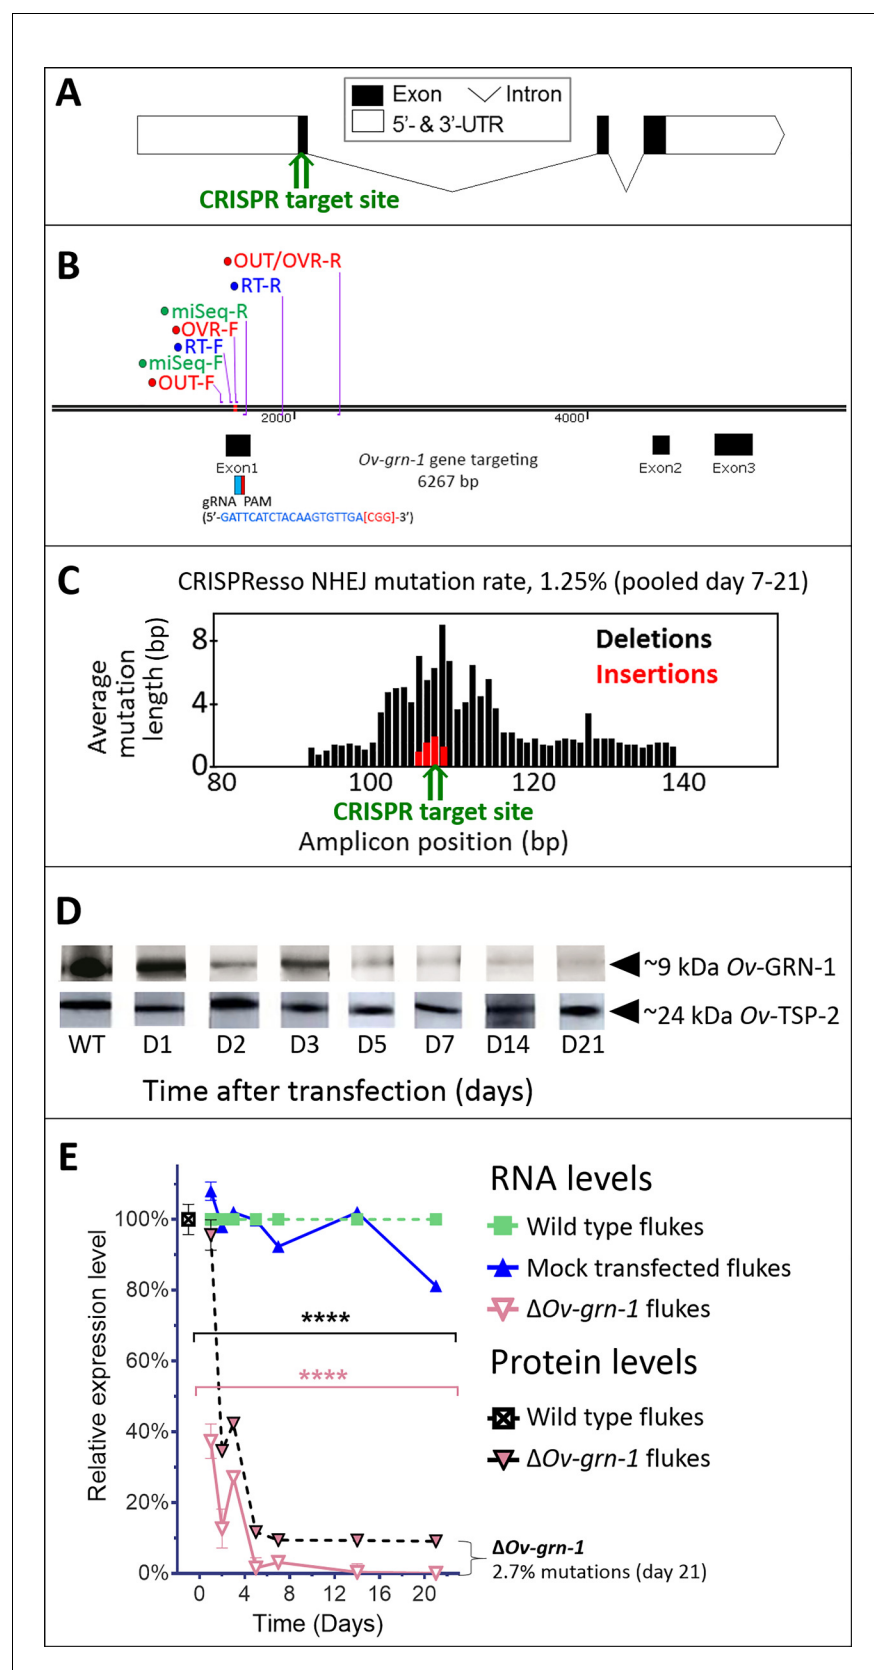 A
Exon Intron
5'- & 3'-UTR
CRISPR target site
B
OUT/OVR-R
RT-R
miSeq-R
OVR-F
RT-F
miSeq-F
OUT-F
2000 4000
Exon1 Ov-grn-1 gene targeting Exon2 Exon3
6267 bp
gRNA PAM
(5'-GATTCATCTACAAGTGTTGA[CGG]-3')
C
CRISPResso NHEJ mutation rate, 1.25% (pooled day 7-21)
Average
mutation
length (bp)
8
4
0
Deletions
Insertions
80 100 120 140
CRISPR target site
Amplicon position (bp)
D
~9 kDa Ov-GRN-1
~24 kDa Ov-TSP-2
WT D1 D2 D3 D5 D7 D14 D21
Time after transfection (days)
E
Relative expression level
100%
80%
60%
40%
20%
0%
****
****
0 4 8 12 16 20
Time (Days)
RNA levels
Wild type flukes
Mock transfected flukes
ΔOv-grn-1 flukes
Protein levels
Wild type flukes
ΔOv-grn-1 flukes
ΔOv-grn-1
2.7% mutations (day 21)